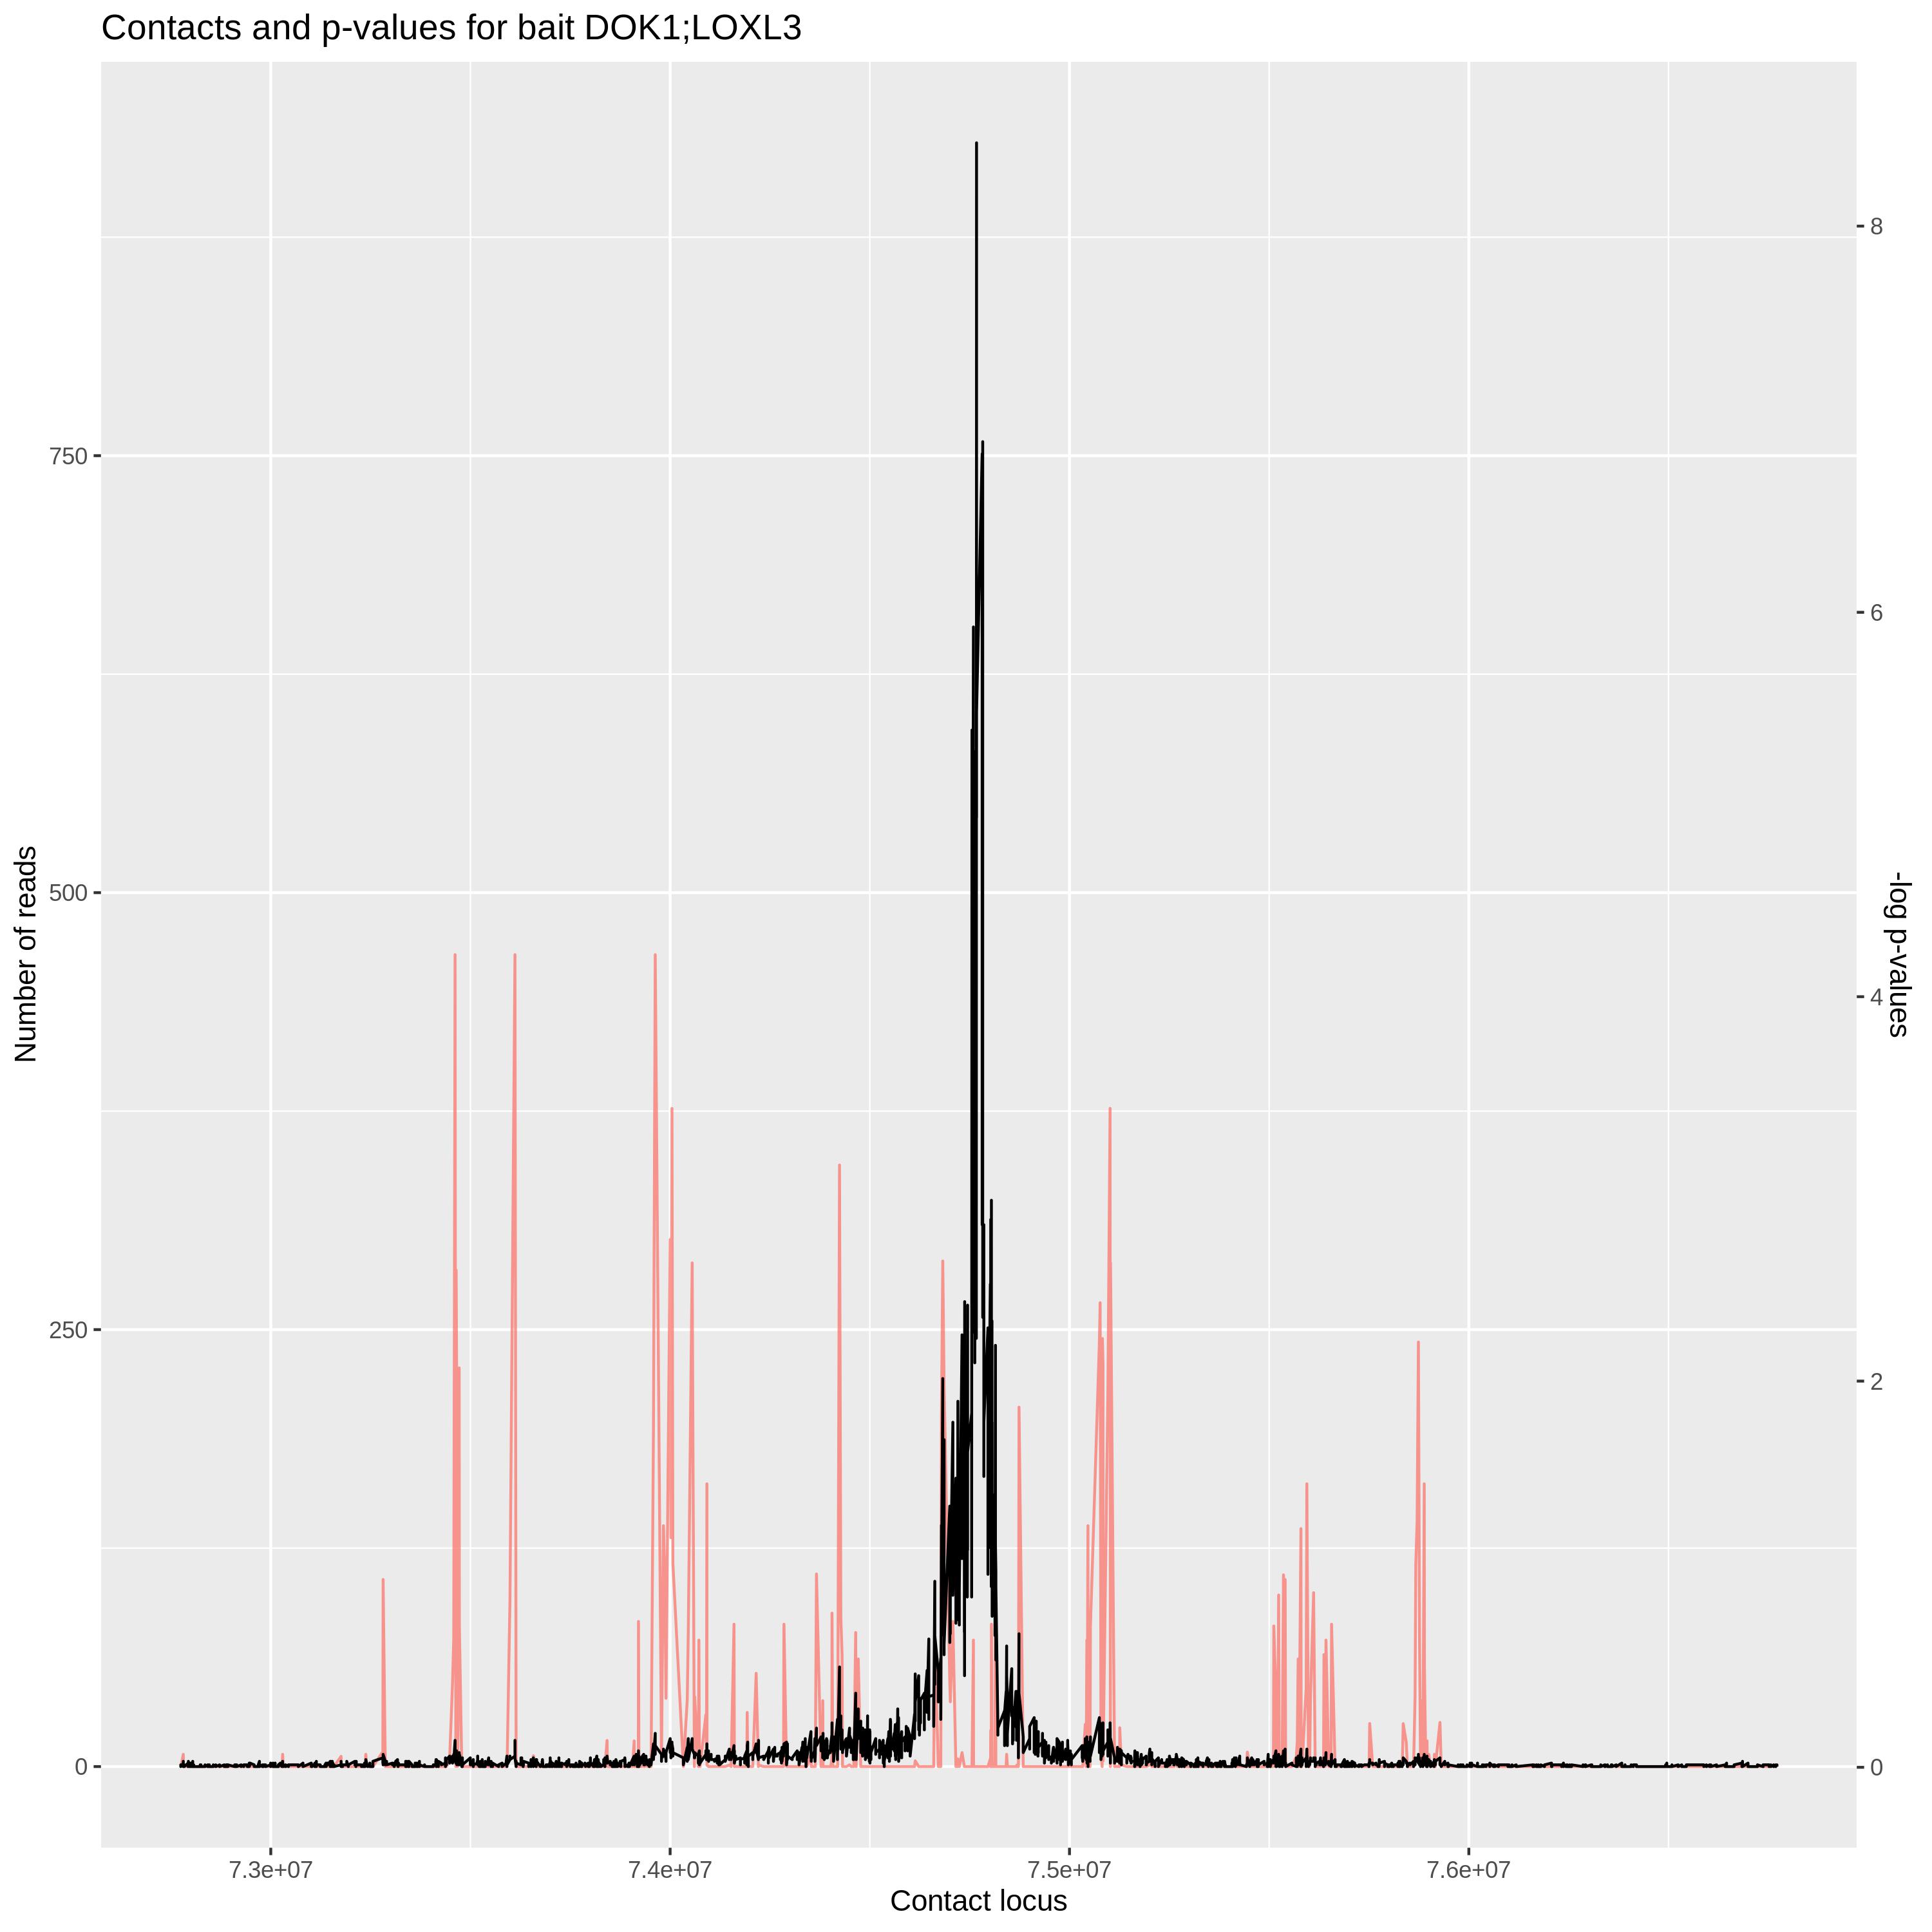 Contacts and p-values for bait DOK1;LOXL3
Number of reads
750
500
250
0
8
6
4
2
0
-log p-values
7.3e+07
7.4e+07
7.5e+07
7.6e+07
Contact locus